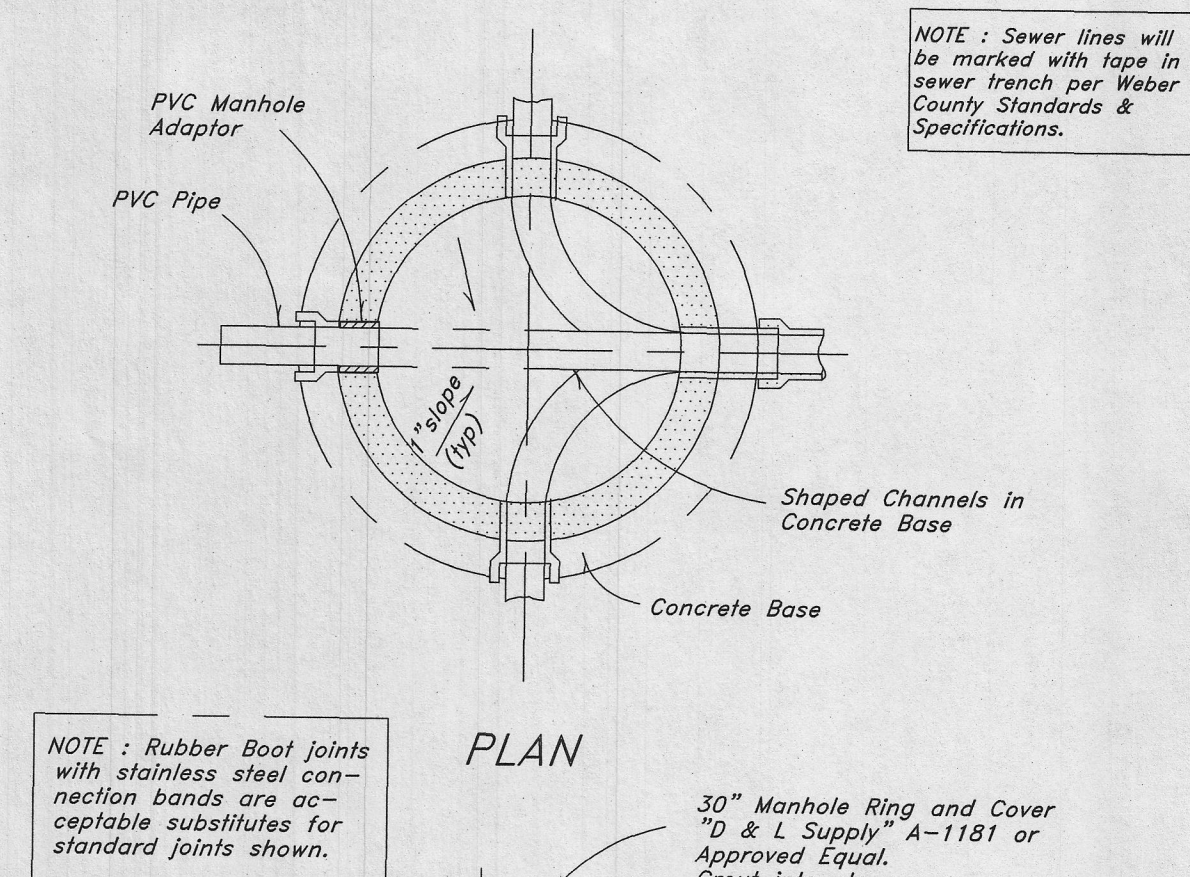 NOTE : Sewer lines will
be marked with tape in
sewer trench per Weber
County Standards &
Specifications.
PVC Manhole
Adaptor
PVC Pipe
1" slope
(typ)
Shaped Channels in
Concrete Base
Concrete Base
PLAN
NOTE : Rubber Boot joints
with stainless steel con-
nection bands are ac-
ceptable substitutes for
standard joints shown.
30" Manhole Ring and Cover
"D & L Supply" A-1181 or
Approved Equal.